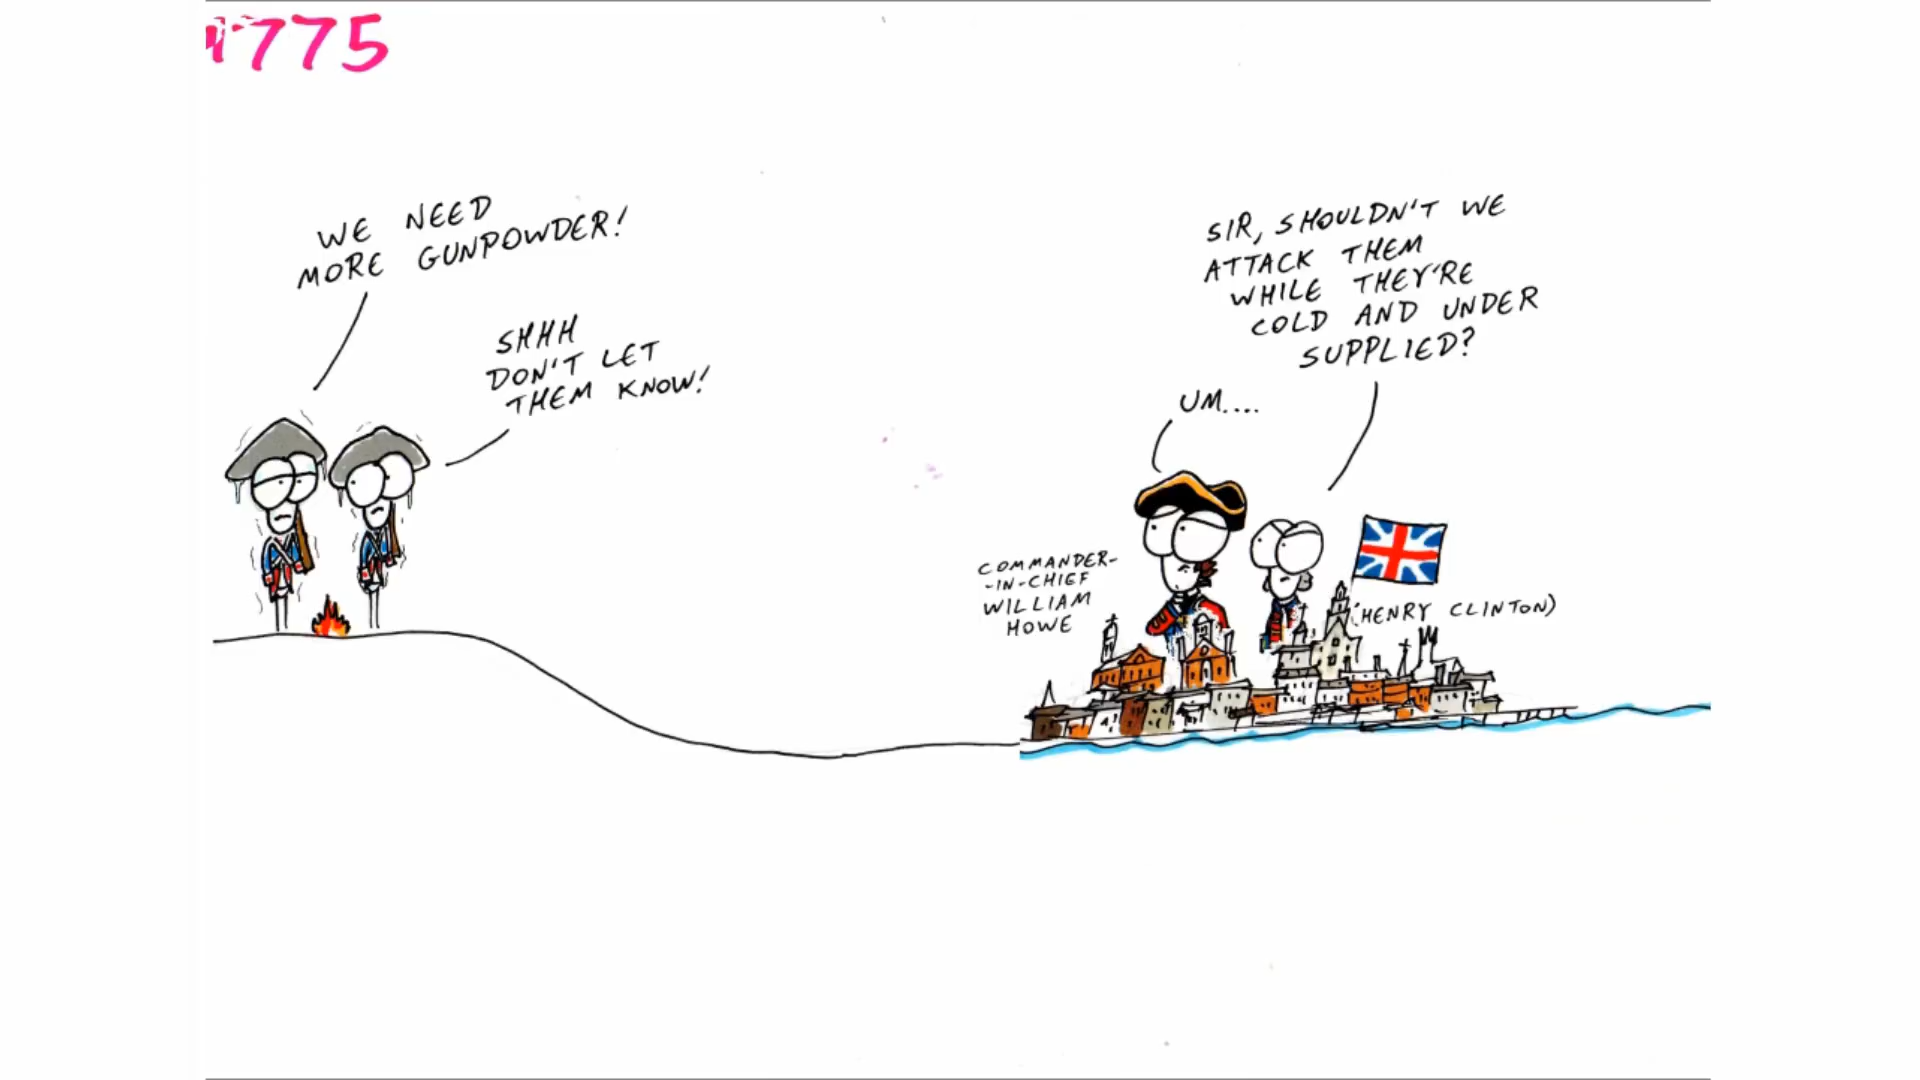 1775
WE NEED
MORE GUNPOWDER!
SHHH
DON'T LET
THEM KNOW!
SIR, SHOULDN'T WE
ATTACK THEM
WHILE THEY'RE
COLD AND UNDER
SUPPLIED?
UM....
COMMANDER-
-IN-CHIEF
WILLIAM
HOWE
(HENRY CLINTON)